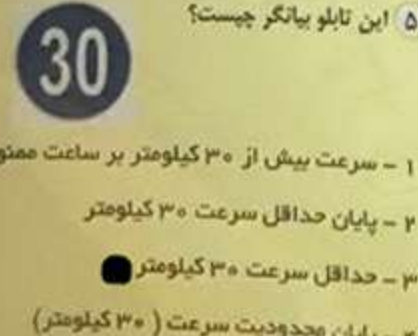 ۵ این تابلو بیانگر چیست؟
30
۱ – سرعت بیش از ۳۰ کیلومتر بر ساعت
۲ – پایان حداقل سرعت ۳۰ کیلومتر
۳ – حداقل سرعت ۳۰ کیلومتر
پایان محدودیت سرعت ( ۳۰ کیلومتر)